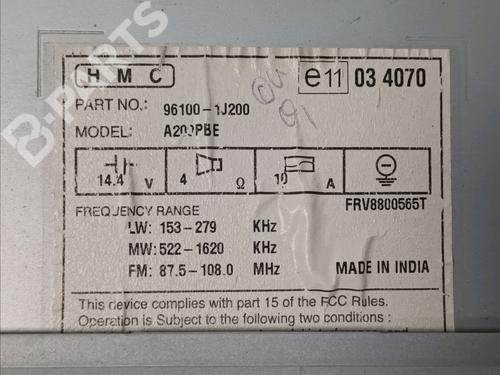 B-PARTS
HMC
e11 03 4070
PART NO.: 96100-1J200
MODEL: A200PBE
14.4 V 4 Ω 10 A
FREQUENCY RANGE FRV8800565T
LW: 153-279 KHz
MW: 522-1620 KHz
FM: 87.5-108.0 MHz MADE IN INDIA
This device complies with part 15 of the FCC Rules.
Operation is Subject to the following two conditions: